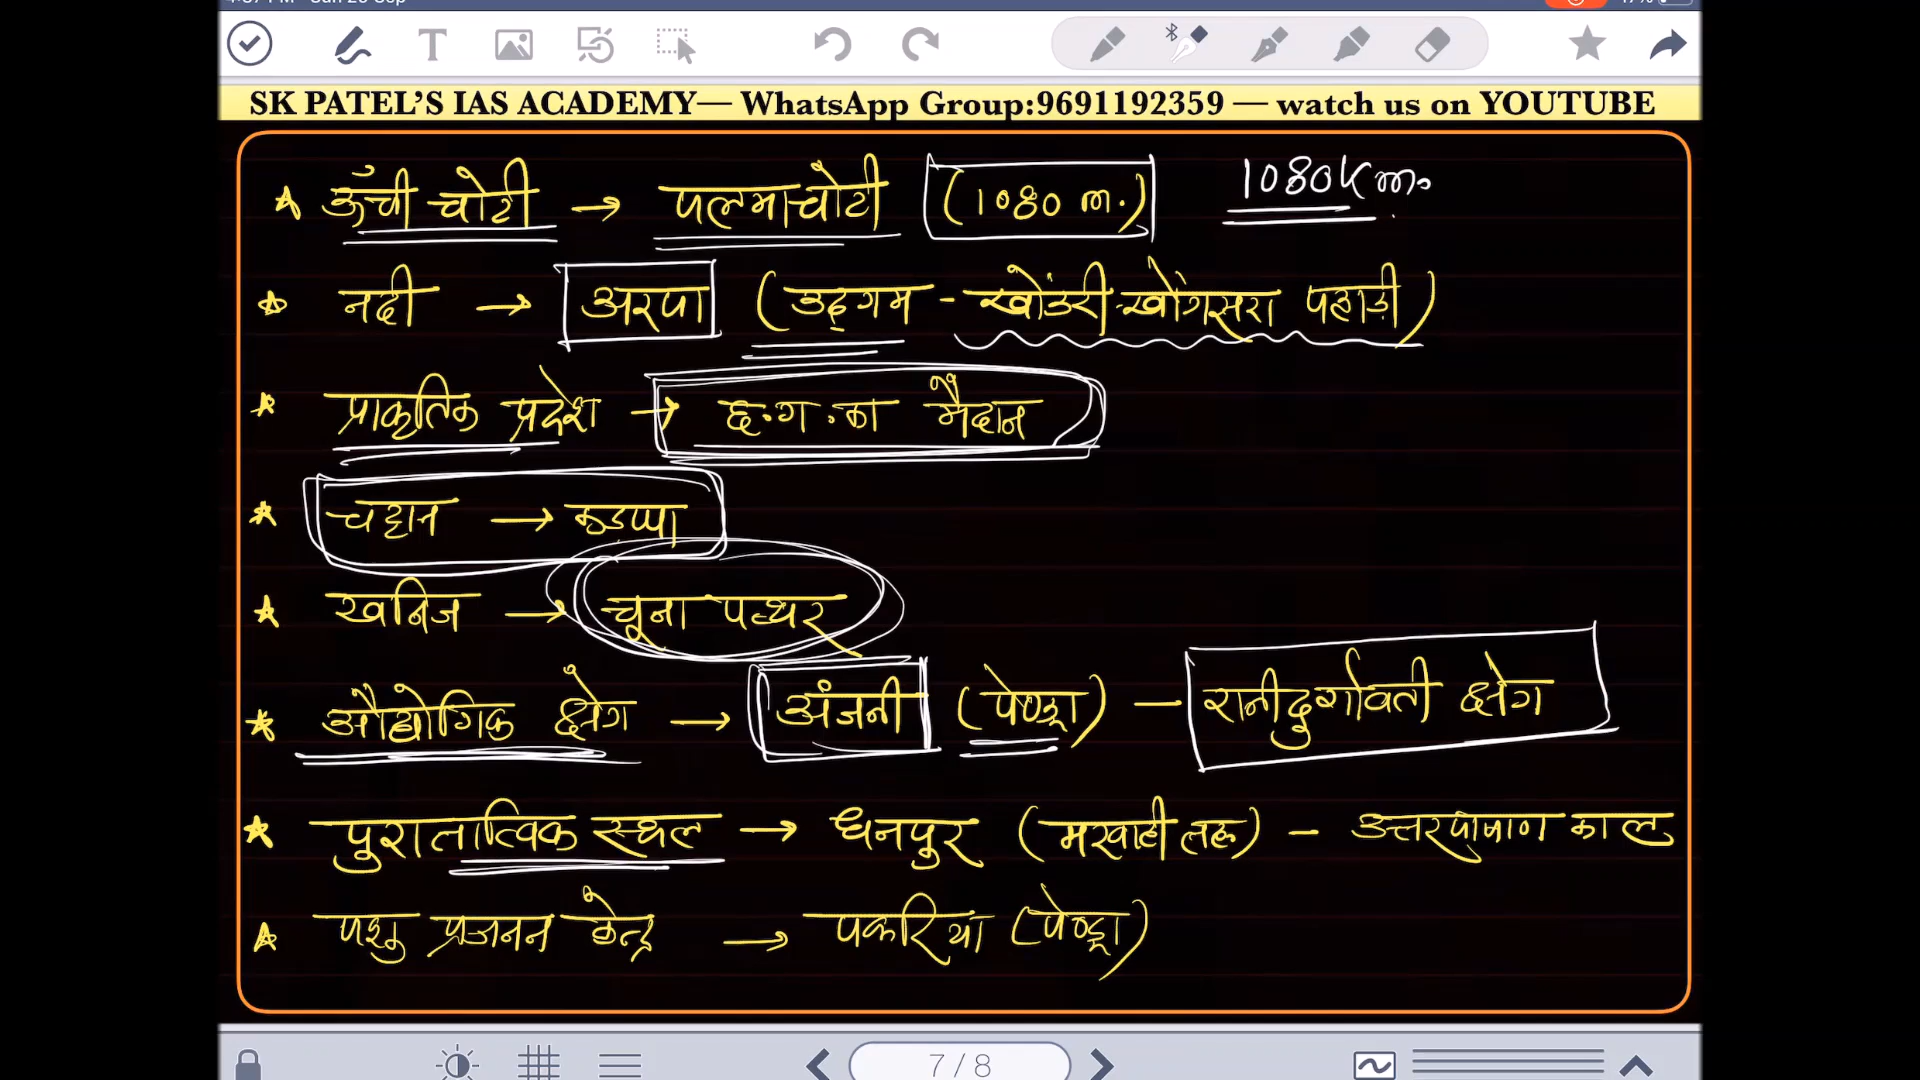 SK PATEL'S IAS ACADEMY— WhatsApp Group:9691192359 — watch us on YOUTUBE
ऊँची चोटी → पलमाचोटी (1080 m.) 1080Km.
नदी → अरपा (उद्गम - खोडरी-खोंगसरा पहाड़ी)
प्राकृतिक प्रदेश → छ.ग.का मैदान
चट्टान → कडप्पा
खनिज → चूना पत्थर
औद्योगिक क्षेत्र → अंजनी (पेण्ड्रा) — रानीदुर्गावती क्षेत्र
पुरातात्विक स्थल → धनपुर (मरवाही तह.) – उत्तरपाषाण काल
पशु प्रजनन केन्द्र → पकरिया (पेण्ड्रा)
7 / 8